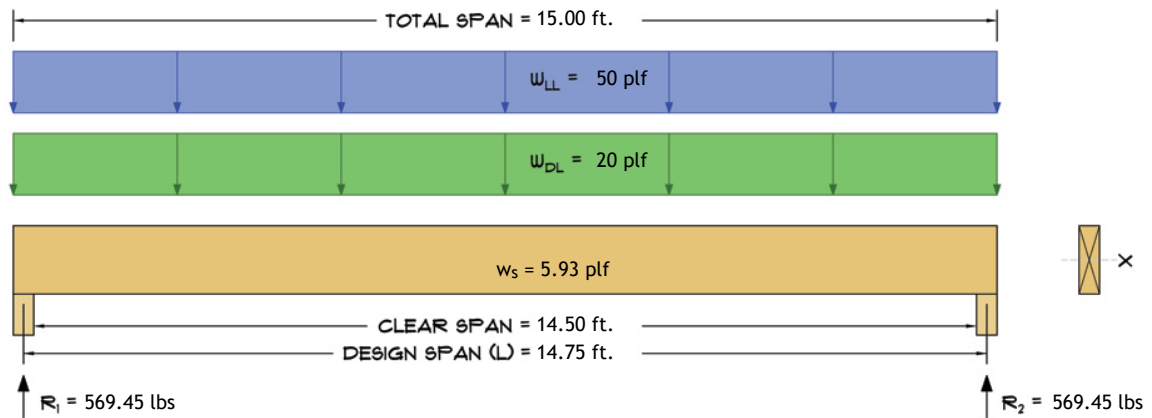 TOTAL SPAN = 15.00 ft.
WLL = 50 plf
WDL = 20 plf
ws = 5.93 plf
X
CLEAR SPAN = 14.50 ft.
DESIGN SPAN (L) = 14.75 ft.
R1 = 569.45 lbs
R2 = 569.45 lbs